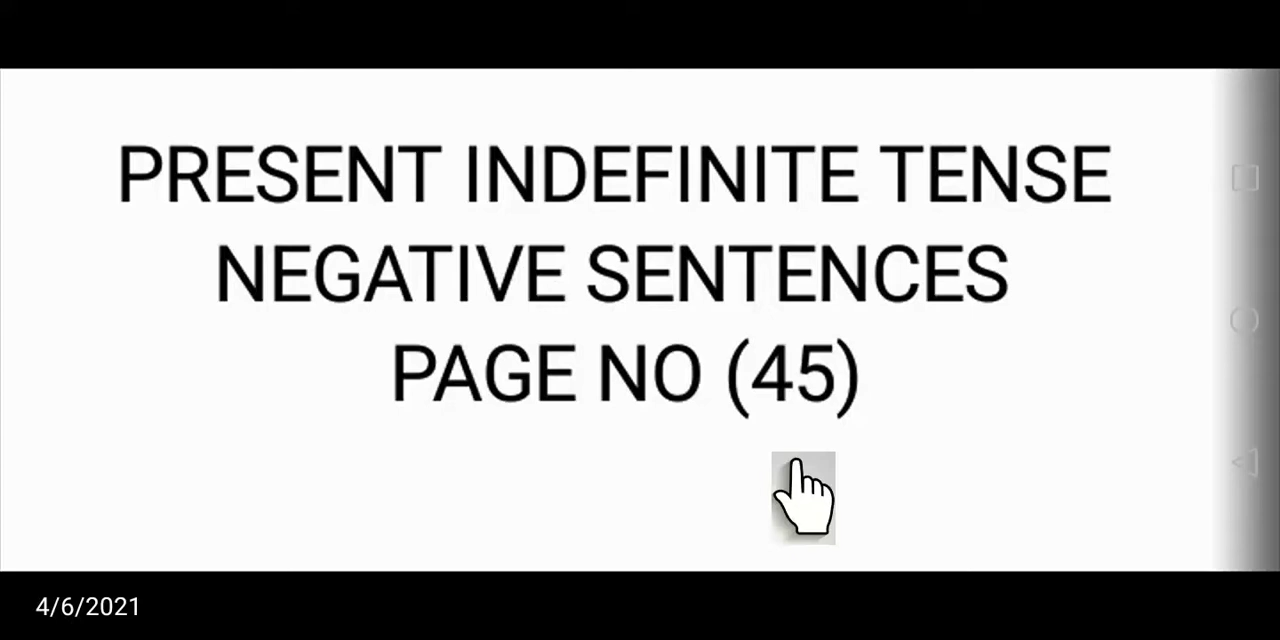 PRESENT INDEFINITE TENSE
NEGATIVE SENTENCES
PAGE NO (45)
4/6/2021